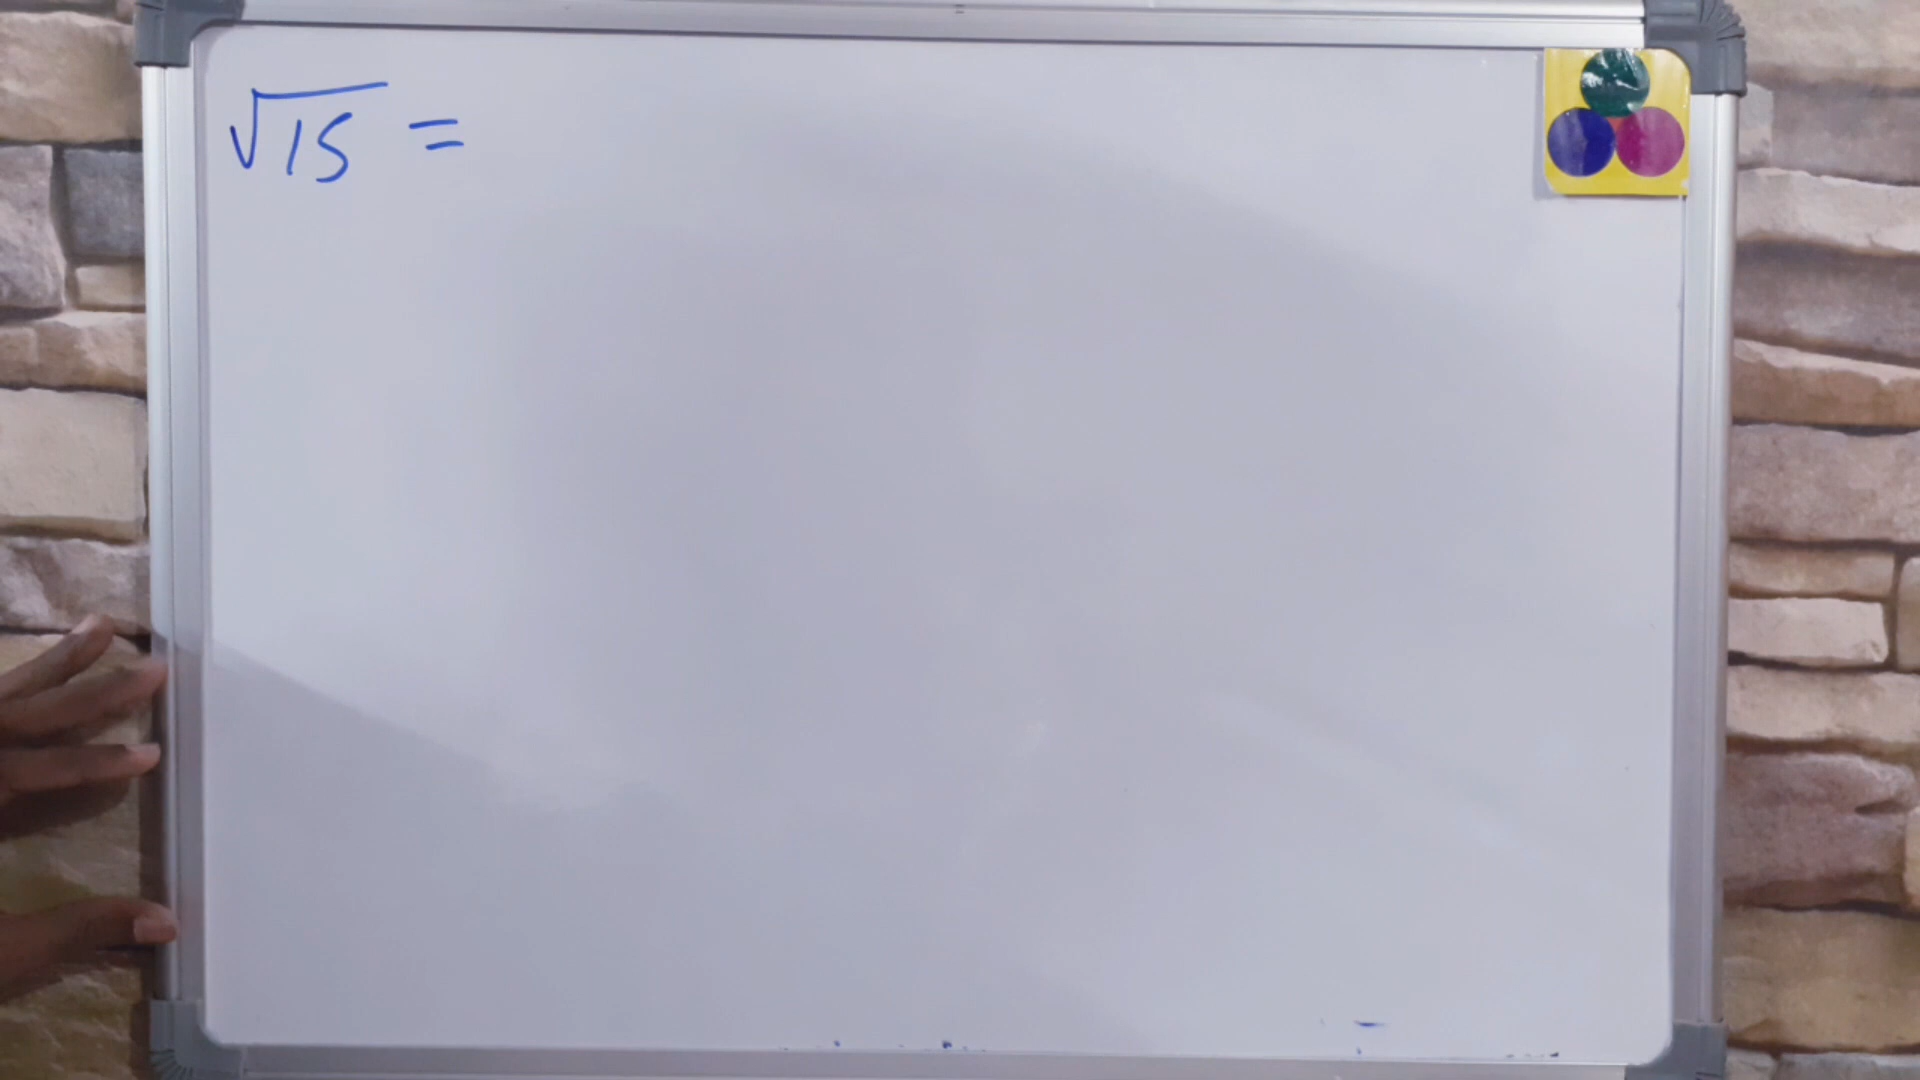 √15 =